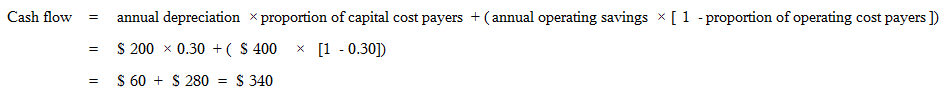 Cash flow = annual depreciation × proportion of capital cost payers + ( annual operating savings × [ 1 - proportion of operating cost payers ])
= $ 200 × 0.30 + ( $ 400 × [1 - 0.30])
= $ 60 + $ 280 = $ 340